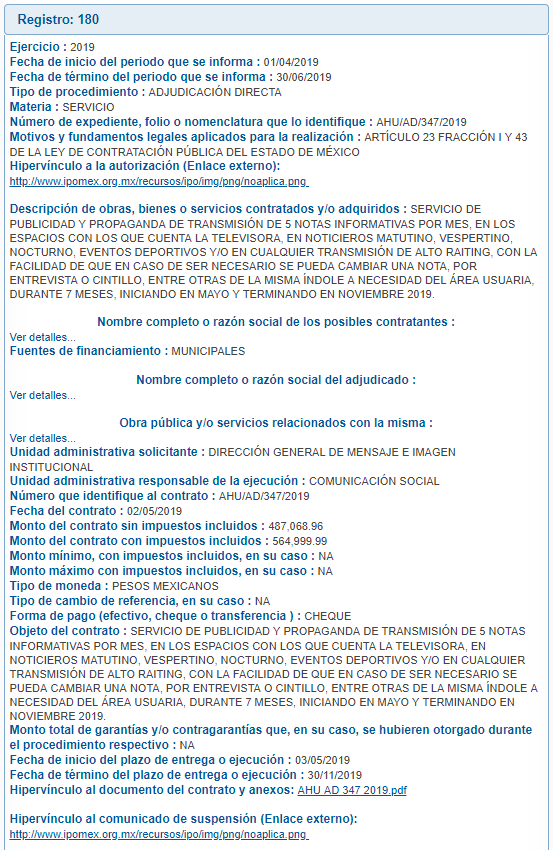 Registro: 180
Ejercicio : 2019
Fecha de inicio del periodo que se informa : 01/04/2019
Fecha de término del periodo que se informa : 30/06/2019
Tipo de procedimiento : ADJUDICACIÓN DIRECTA
Materia : SERVICIO
Número de expediente, folio o nomenclatura que lo identifique : AHU/AD/347/2019
Motivos y fundamentos legales aplicados para la realización : ARTÍCULO 23 FRACCIÓN I Y 43
DE LA LEY DE CONTRATACIÓN PÚBLICA DEL ESTADO DE MÉXICO
Hipervínculo a la autorización (Enlace externo):
http://www.ipomex.org.mx/recursos/ipo/img/png/noaplica.png
Descripción de obras, bienes o servicios contratados y/o adquiridos : SERVICIO DE
PUBLICIDAD Y PROPAGANDA DE TRANSMISIÓN DE 5 NOTAS INFORMATIVAS POR MES, EN LOS
ESPACIOS CON LOS QUE CUENTA LA TELEVISORA, EN NOTICIEROS MATUTINO, VESPERTINO,
NOCTURNO, EVENTOS DEPORTIVOS Y/O EN CUALQUIER TRANSMISIÓN DE ALTO RAITING, CON LA
FACILIDAD DE QUE EN CASO DE SER NECESARIO SE PUEDA CAMBIAR UNA NOTA, POR
ENTREVISTA O CINTILLO, ENTRE OTRAS DE LA MISMA ÍNDOLE A NECESIDAD DEL ÁREA USUARIA,
DURANTE 7 MESES, INICIANDO EN MAYO Y TERMINANDO EN NOVIEMBRE 2019.
Nombre completo o razón social de los posibles contratantes :
Ver detalles...
Fuentes de financiamiento : MUNICIPALES
Nombre completo o razón social del adjudicado :
Ver detalles...
Obra pública y/o servicios relacionados con la misma :
Ver detalles...
Unidad administrativa solicitante : DIRECCIÓN GENERAL DE MENSAJE E IMAGEN
INSTITUCIONAL
Unidad administrativa responsable de la ejecución : COMUNICACIÓN SOCIAL
Número que identifique al contrato : AHU/AD/347/2019
Fecha del contrato : 02/05/2019
Monto del contrato sin impuestos incluidos : 487,068.96
Monto del contrato con impuestos incluidos : 564,999.99
Monto mínimo, con impuestos incluidos, en su caso : NA
Monto máximo con impuestos incluidos, en su caso : NA
Tipo de moneda : PESOS MEXICANOS
Tipo de cambio de referencia, en su caso : NA
Forma de pago (efectivo, cheque o transferencia ) : CHEQUE
Objeto del contrato : SERVICIO DE PUBLICIDAD Y PROPAGANDA DE TRANSMISIÓN DE 5 NOTAS
INFORMATIVAS POR MES, EN LOS ESPACIOS CON LOS QUE CUENTA LA TELEVISORA, EN
NOTICIEROS MATUTINO, VESPERTINO, NOCTURNO, EVENTOS DEPORTIVOS Y/O EN CUALQUIER
TRANSMISIÓN DE ALTO RAITING, CON LA FACILIDAD DE QUE EN CASO DE SER NECESARIO SE
PUEDA CAMBIAR UNA NOTA, POR ENTREVISTA O CINTILLO, ENTRE OTRAS DE LA MISMA ÍNDOLE A
NECESIDAD DEL ÁREA USUARIA, DURANTE 7 MESES, INICIANDO EN MAYO Y TERMINANDO EN
NOVIEMBRE 2019.
Monto total de garantías y/o contragarantías que, en su caso, se hubieren otorgado durante
el procedimiento respectivo : NA
Fecha de inicio del plazo de entrega o ejecución : 03/05/2019
Fecha de término del plazo de entrega o ejecución : 30/11/2019
Hipervínculo al documento del contrato y anexos: AHU AD 347 2019.pdf
Hipervínculo al comunicado de suspensión (Enlace externo):
http://www.ipomex.org.mx/recursos/ipo/img/png/noaplica.png